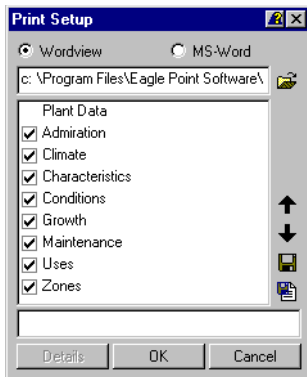 Print Setup
Wordview MS-Word
c: \Program Files\Eagle Point Software\
Plant Data
Admiration
Climate
Characteristics
Conditions
Growth
Maintenance
Uses
Zones
Details OK Cancel